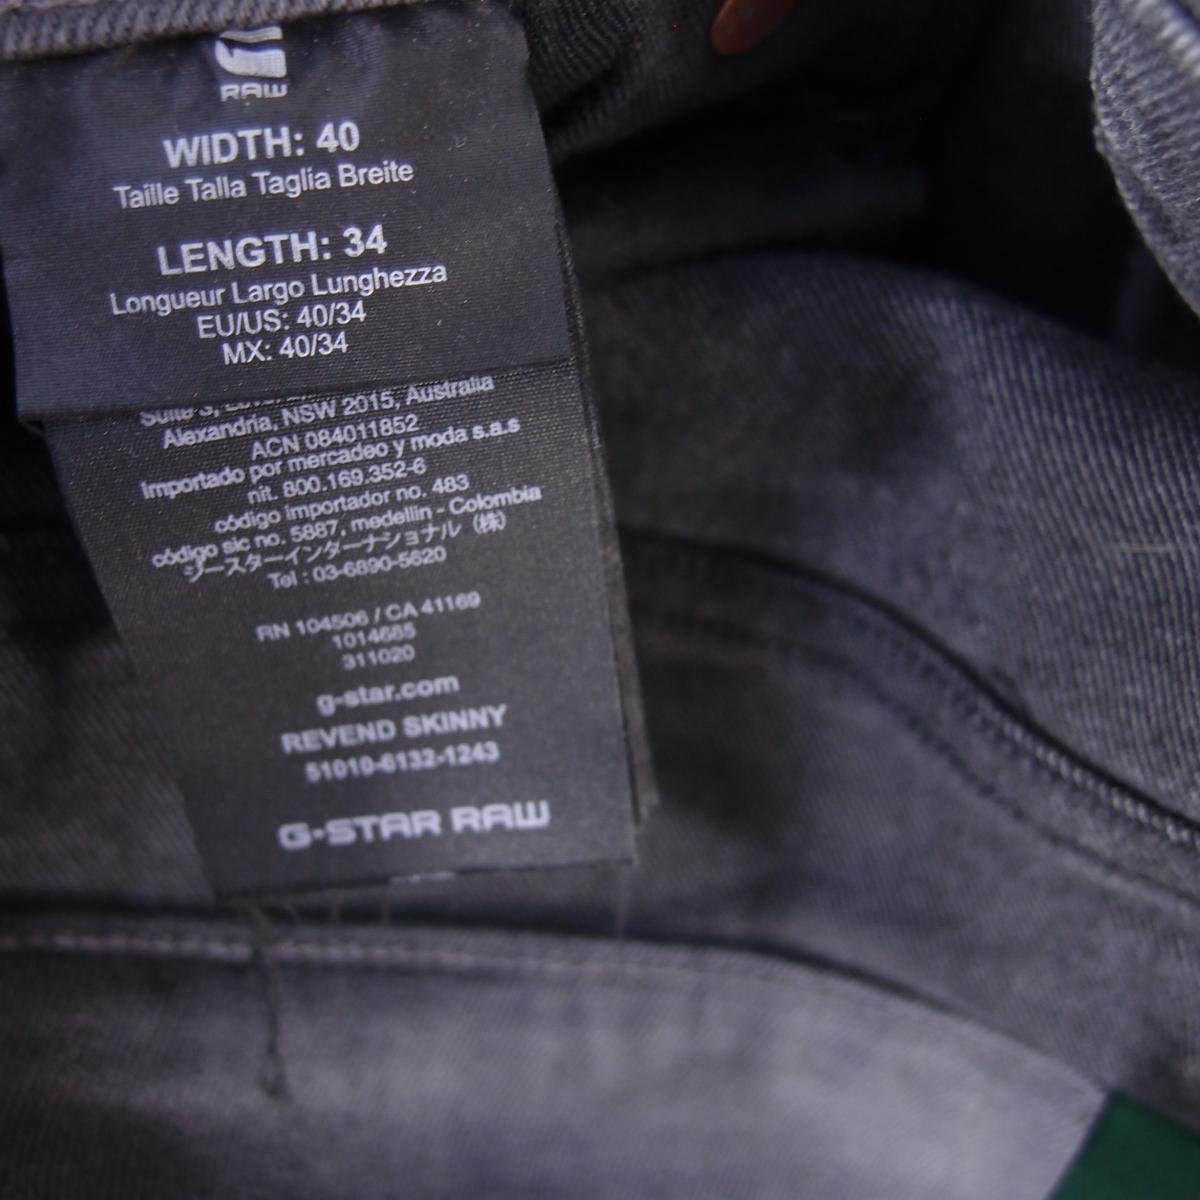 RAW
WIDTH: 40
Taille Talla Taglia Breite
LENGTH: 34
Longueur Largo Lunghezza
EU/US: 40/34
MX: 40/34
Suite 3,
Alexandria, NSW 2015, Australia
ACN 084011852
Importado por mercadeo y moda s.a.s
nit. 800.169.352-6
código importador no. 483
código sic no. 5887, medellin - Colombia
ジースターインターナショナル (株)
Tel : 03-6890-5620
RN 104506 / CA 41169
1014685
311020
g-star.com
REVEND SKINNY
51010-6132-1243
G-STAR RAW